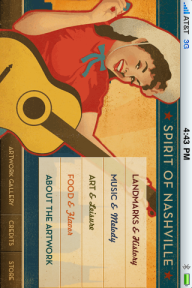 AT&T 3G
4:43 PM
SPIRIT OF NASHVILLE
LANDMARKS & History
MUSIC & Melody
ART & Leisure
FOOD & Flavor
ABOUT THE ARTWORK
ARTWORK GALLERY
CREDITS
STORE